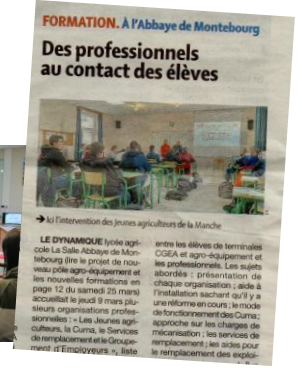 FORMATION. À l'Abbaye de Montebourg
Des professionnels
au contact des élèves
➔ Ici l'intervention des Jeunes agriculteurs de la Manche
LE DYNAMIQUE lycée agri-
cole La Salle Abbaye de Mon-
tebourg (lire le projet de nou-
veau pôle agro-équipement et
les nouvelles formations en
page 12 du samedi 25 mars)
accueillait le jeudi 9 mars plu-
sieurs organisations profes-
sionnelles : « Les Jeunes agri-
culteurs, la Cuma, le Services
de remplacement et le Groupe-
ment d'Employeurs », liste
entre les élèves de terminales
CGEA et agro-équipement et
les professionnels. Les sujets
abordés : présentation de
chaque organisation ; aide à
l'installation sachant qu'il y a
une réforme en cours ; le mode
de fonctionnement des Cuma ;
approche sur les charges de
mécanisation ; les services de
remplacement ; les aides pour
le remplacement des exploi-